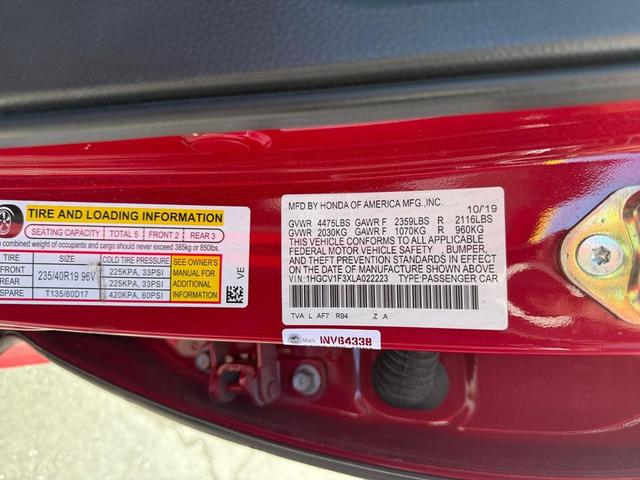 TIRE AND LOADING INFORMATION
SEATING CAPACITY TOTAL 5 FRONT 2 REAR 3
combined weight of occupants and cargo should never exceed 385kg or 850lbs.
TIRE SIZE COLD TIRE PRESSURE
FRONT 235/40R19 96V 225KPA, 33PSI
REAR 225KPA, 33PSI
SPARE T135/80D17 420KPA, 60PSI
SEE OWNER'S
MANUAL FOR
ADDITIONAL
INFORMATION
VE
MFD.BY HONDA OF AMERICA MFG.,INC. 10/19
GVWR 4475LBS GAWR F 2359LBS R 2116LBS
GVWR 2030KG GAWR F 1070KG R 960KG
THIS VEHICLE CONFORMS TO ALL APPLICABLE
FEDERAL MOTOR VEHICLE SAFETY BUMPER,
AND THEFT PREVENTION STANDARDS IN EFFECT
ON THE DATE OF MANUFACTURE SHOWN ABOVE
VIN:1HGCV1F3XLA022223 TYPE:PASSENGER CAR
TVA L AF7 R94 Z A
INV64338